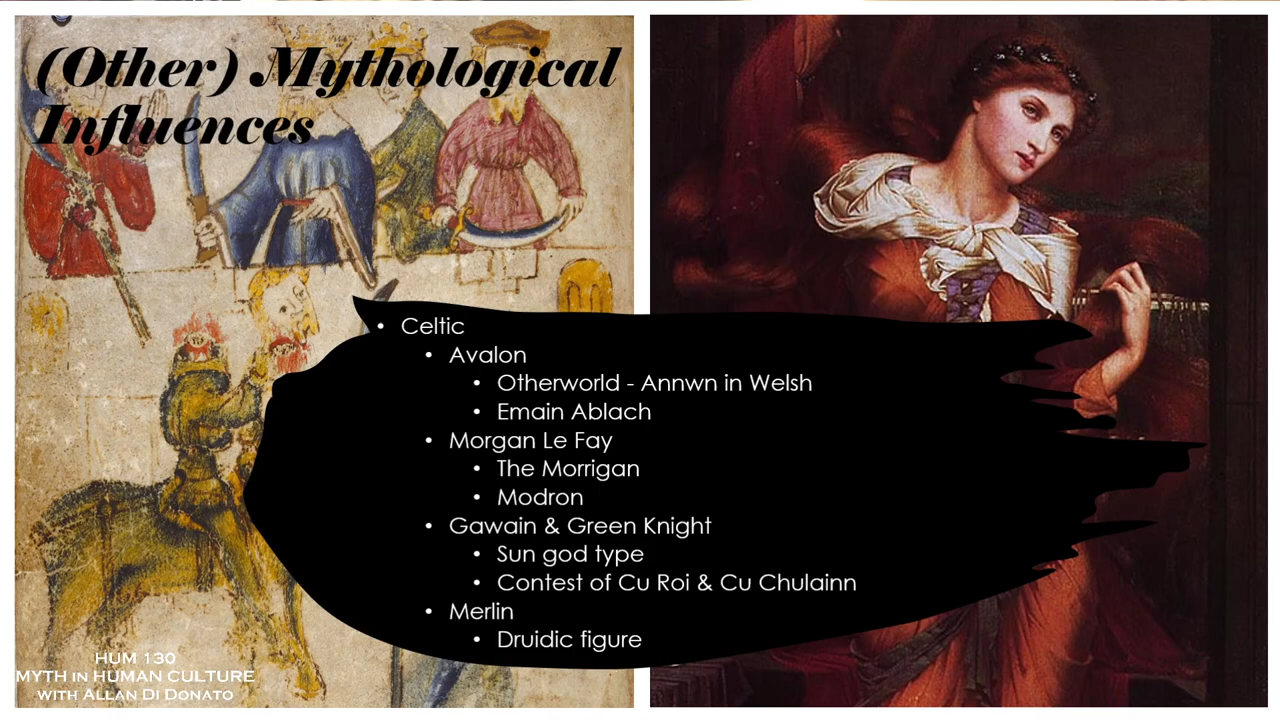 (Other) Mythological
Influences
• Celtic
• Avalon
• Otherworld - Annwn in Welsh
• Emain Ablach
• Morgan Le Fay
• The Morrigan
• Modron
• Gawain & Green Knight
• Sun god type
• Contest of Cu Roi & Cu Chulainn
• Merlin
• Druidic figure
HUM 130
MYTH in HUMAN CULTURE
WITH ALLAN DI DONATO